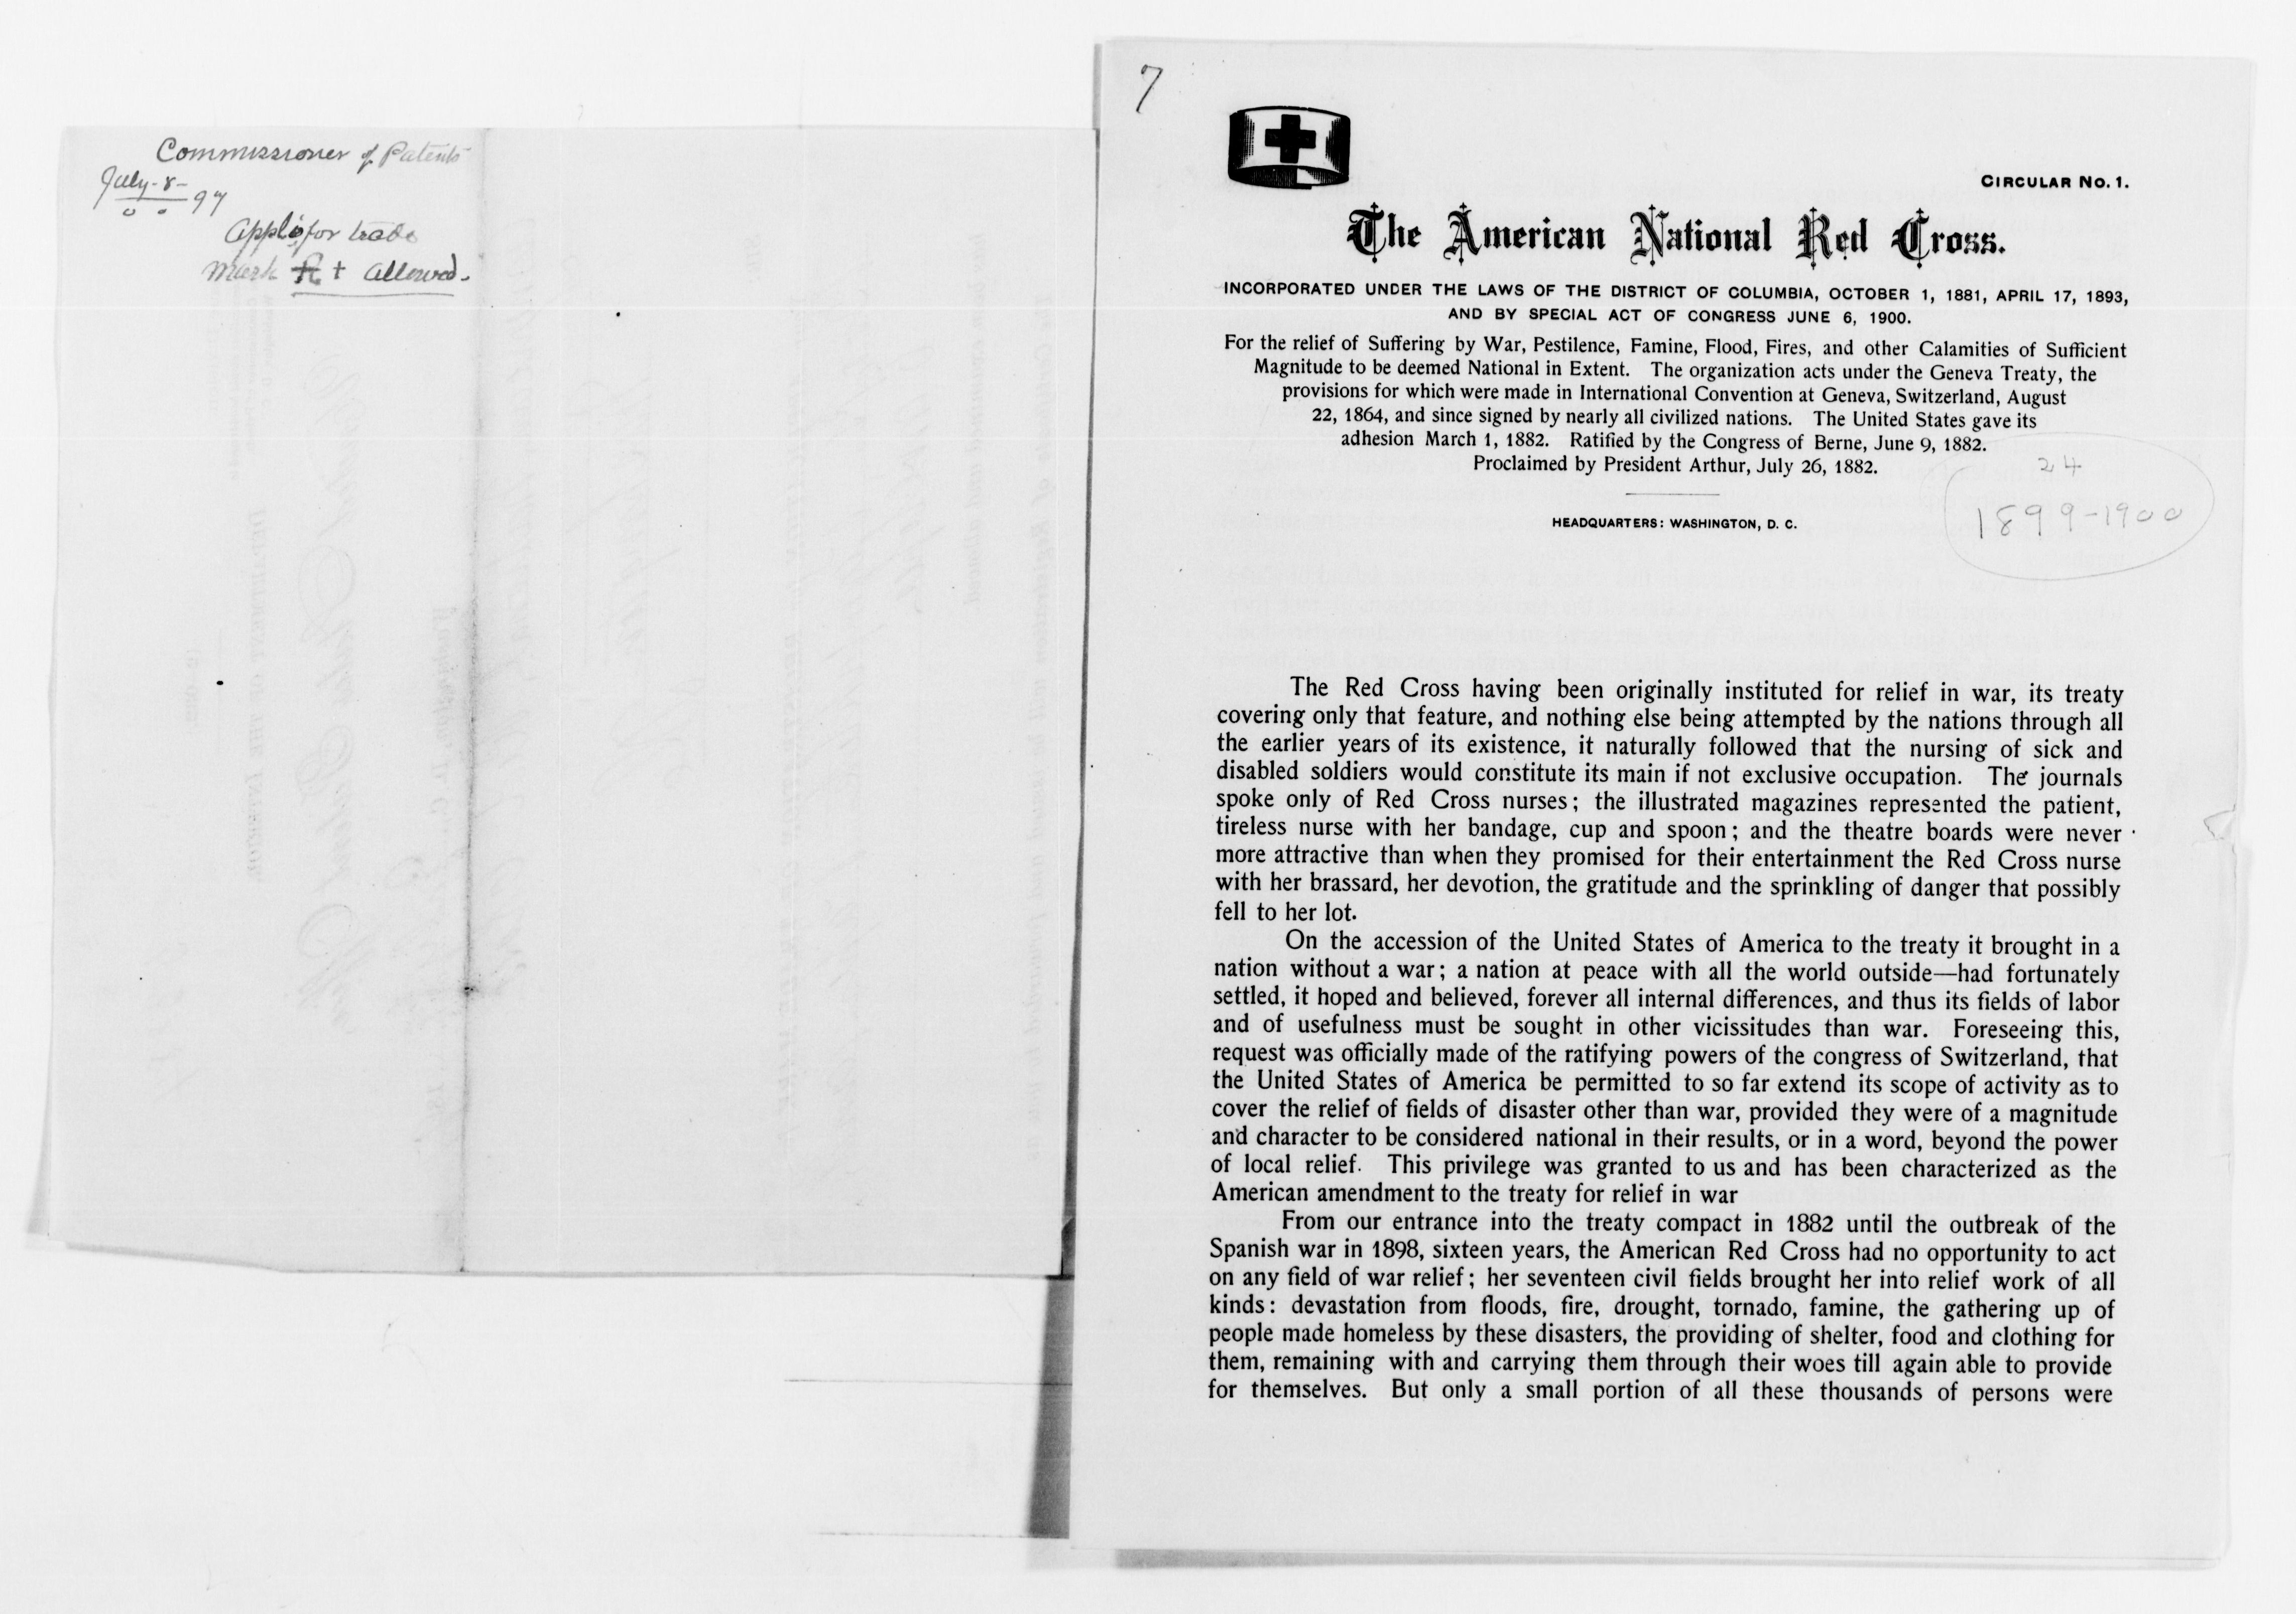 Commissioner of Patents
July-8-97
Appl's for trade
mark R + allowed-
7
CIRCULAR No. 1.
The American National Red Cross.
INCORPORATED UNDER THE LAWS OF THE DISTRICT OF COLUMBIA, OCTOBER 1, 1881, APRIL 17, 1893,
AND BY SPECIAL ACT OF CONGRESS JUNE 6, 1900.
For the relief of Suffering by War, Pestilence, Famine, Flood, Fires, and other Calamities of Sufficient
Magnitude to be deemed National in Extent. The organization acts under the Geneva Treaty, the
provisions for which were made in International Convention at Geneva, Switzerland, August
22, 1864, and since signed by nearly all civilized nations. The United States gave its
adhesion March 1, 1882. Ratified by the Congress of Berne, June 9, 1882.
Proclaimed by President Arthur, July 26, 1882.
24
1899-1900
HEADQUARTERS: WASHINGTON, D. C.
The Red Cross having been originally instituted for relief in war, its treaty
covering only that feature, and nothing else being attempted by the nations through all
the earlier years of its existence, it naturally followed that the nursing of sick and
disabled soldiers would constitute its main if not exclusive occupation. The journals
spoke only of Red Cross nurses; the illustrated magazines represented the patient,
tireless nurse with her bandage, cup and spoon; and the theatre boards were never
more attractive than when they promised for their entertainment the Red Cross nurse
with her brassard, her devotion, the gratitude and the sprinkling of danger that possibly
fell to her lot.
On the accession of the United States of America to the treaty it brought in a
nation without a war; a nation at peace with all the world outside—had fortunately
settled, it hoped and believed, forever all internal differences, and thus its fields of labor
and of usefulness must be sought in other vicissitudes than war. Foreseeing this,
request was officially made of the ratifying powers of the congress of Switzerland, that
the United States of America be permitted to so far extend its scope of activity as to
cover the relief of fields of disaster other than war, provided they were of a magnitude
and character to be considered national in their results, or in a word, beyond the power
of local relief. This privilege was granted to us and has been characterized as the
American amendment to the treaty for relief in war
From our entrance into the treaty compact in 1882 until the outbreak of the
Spanish war in 1898, sixteen years, the American Red Cross had no opportunity to act
on any field of war relief; her seventeen civil fields brought her into relief work of all
kinds: devastation from floods, fire, drought, tornado, famine, the gathering up of
people made homeless by these disasters, the providing of shelter, food and clothing for
them, remaining with and carrying them through their woes till again able to provide
for themselves. But only a small portion of all these thousands of persons were